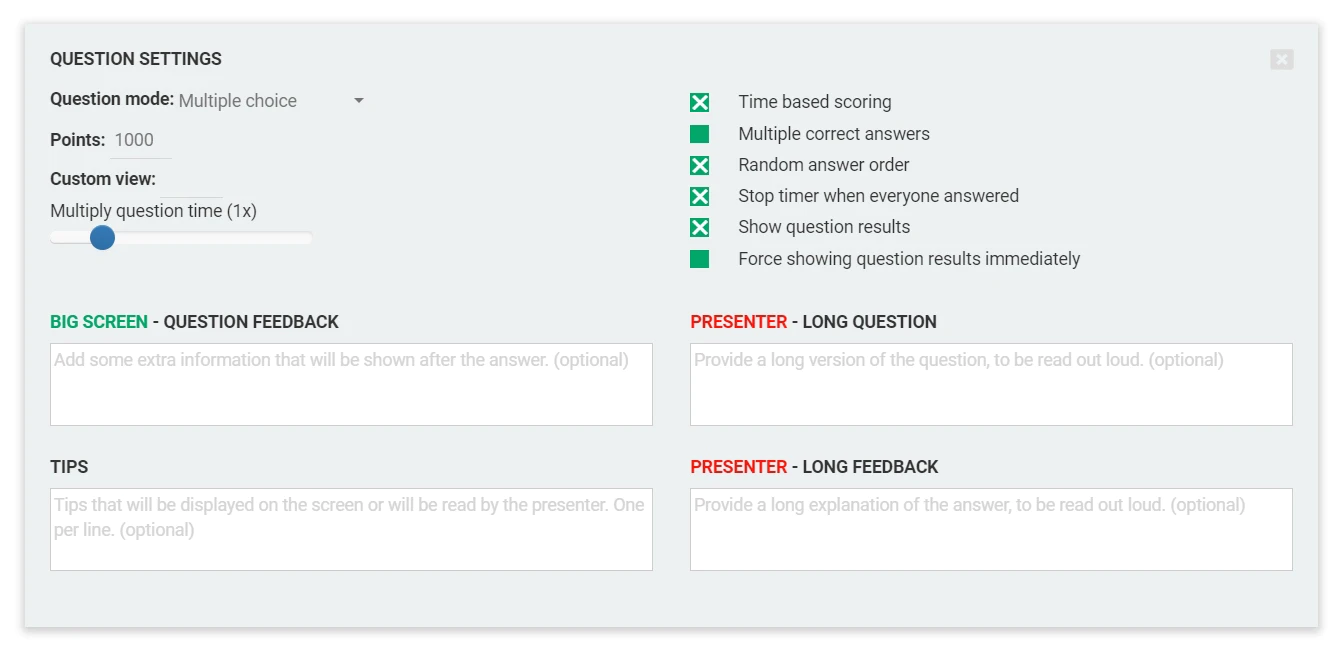 QUESTION SETTINGS
Question mode: Multiple choice
Points: 1000
Custom view:
Multiply question time (1x)
Time based scoring
Multiple correct answers
Random answer order
Stop timer when everyone answered
Show question results
Force showing question results immediately
BIG SCREEN - QUESTION FEEDBACK
Add some extra information that will be shown after the answer. (optional)
PRESENTER - LONG QUESTION
Provide a long version of the question, to be read out loud. (optional)
TIPS
Tips that will be displayed on the screen or will be read by the presenter. One
per line. (optional)
PRESENTER - LONG FEEDBACK
Provide a long explanation of the answer, to be read out loud. (optional)